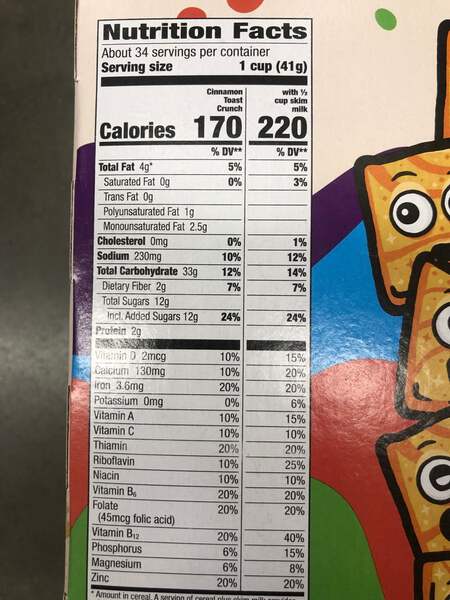 Nutrition Facts
About 34 servings per container
Serving size 1 cup (41g)
Cinnamon Toast Crunch with ½ cup skim milk
Calories 170 220
% DV** % DV**
Total Fat 4g* 5% 5%
Saturated Fat 0g 0% 3%
Trans Fat 0g
Polyunsaturated Fat 1g
Monounsaturated Fat 2.5g
Cholesterol 0mg 0% 1%
Sodium 230mg 10% 12%
Total Carbohydrate 33g 12% 14%
Dietary Fiber 2g 7% 7%
Total Sugars 12g
Incl. Added Sugars 12g 24% 24%
Protein 2g
Vitamin D 2mcg 10% 15%
Calcium 130mg 10% 20%
Iron 3.6mg 20% 20%
Potassium 0mg 0% 6%
Vitamin A 10% 15%
Vitamin C 10% 10%
Thiamin 20% 20%
Riboflavin 10% 25%
Niacin 10% 10%
Vitamin B₆ 20% 20%
Folate 20% 20%
(45mcg folic acid)
Vitamin B₁₂ 20% 40%
Phosphorus 6% 15%
Magnesium 6% 8%
Zinc 20% 20%
* Amount in cereal. A serving of cereal plus skim milk provides